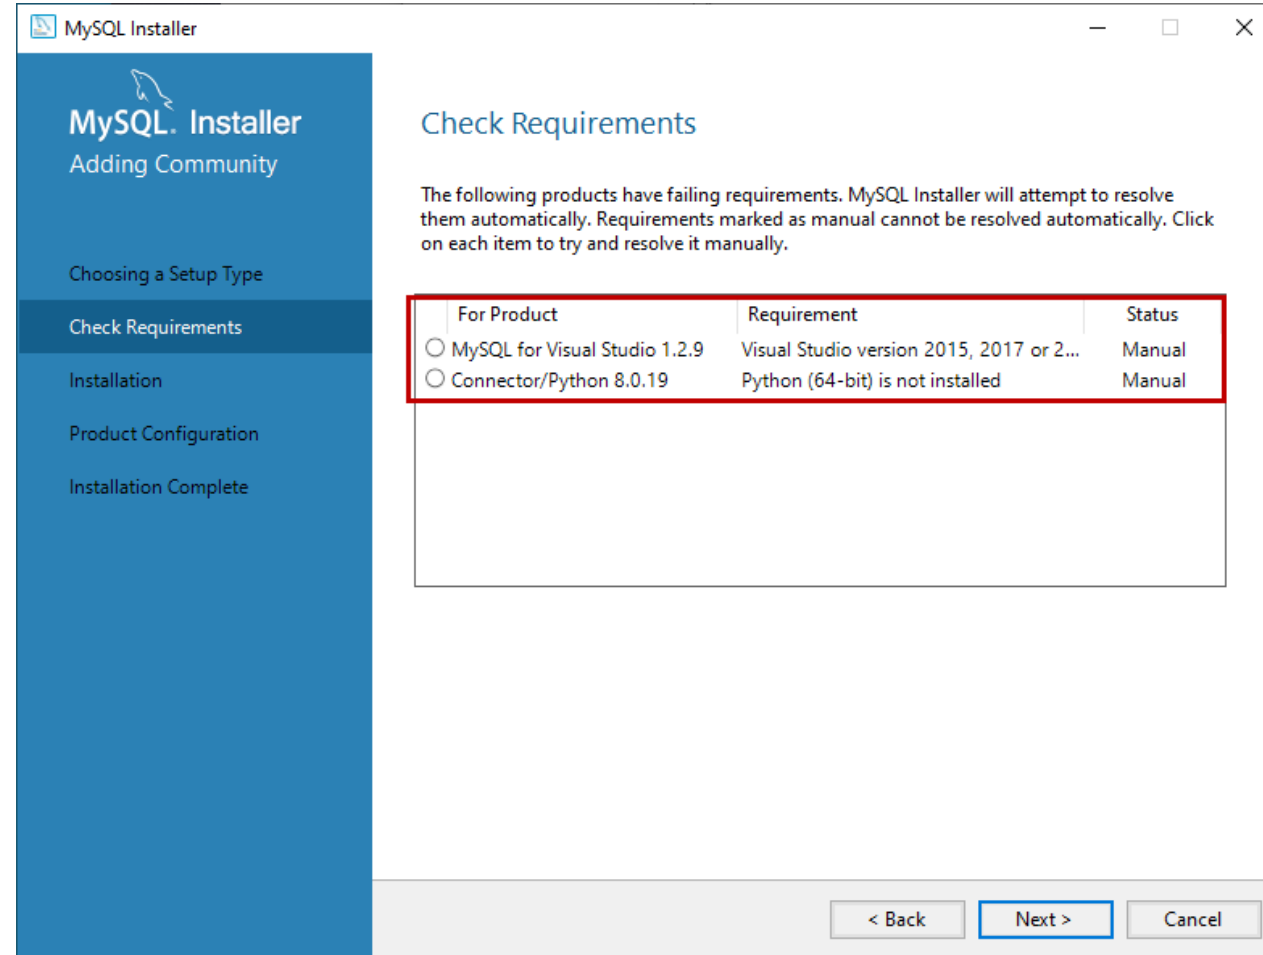 MySQL Installer
MySQL. Installer
Adding Community
Choosing a Setup Type
Check Requirements
Installation
Product Configuration
Installation Complete
Check Requirements
The following products have failing requirements. MySQL Installer will attempt to resolve
them automatically. Requirements marked as manual cannot be resolved automatically. Click
on each item to try and resolve it manually.
For Product Requirement Status
MySQL for Visual Studio 1.2.9 Visual Studio version 2015, 2017 or 2... Manual
Connector/Python 8.0.19 Python (64-bit) is not installed Manual
< Back Next > Cancel